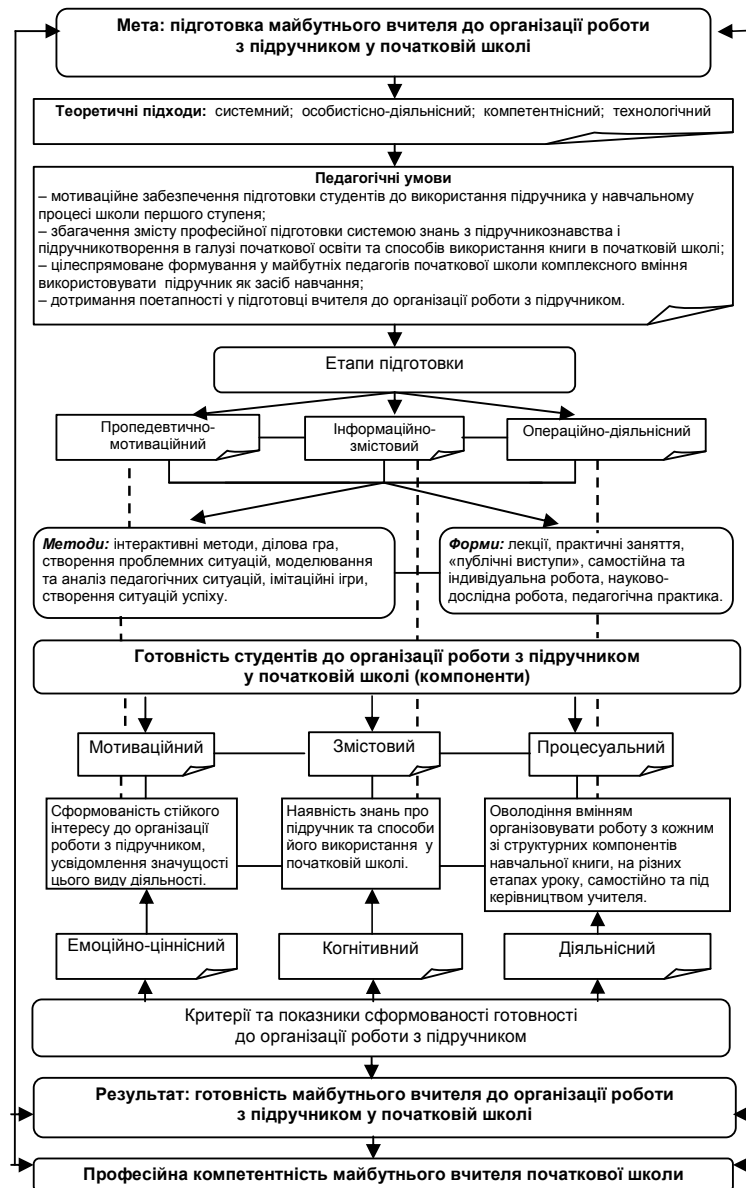 Мета: підготовка майбутнього вчителя до організації роботи
з підручником у початковій школі
Теоретичні підходи: системний; особистісно-діяльнісний; компетентнісний; технологічний
Педагогічні умови
– мотиваційне забезпечення підготовки студентів до використання підручника у навчальному
процесі школи першого ступеня;
– збагачення змісту професійної підготовки системою знань з підручникознавства і
підручникотворення в галузі початкової освіти та способів використання книги в початковій школі;
– цілеспрямоване формування у майбутніх педагогів початкової школи комплексного вміння
використовувати підручник як засіб навчання;
– дотримання поетапності у підготовці вчителя до організації роботи з підручником.
Етапи підготовки
Пропедевтично-
мотиваційний
Інформаційно-
змістовий
Операційно-діяльнісний
Методи: інтерактивні методи, ділова гра,
створення проблемних ситуацій, моделювання
та аналіз педагогічних ситуацій, імітаційні ігри,
створення ситуацій успіху.
Форми: лекції, практичні заняття,
«публічні виступи», самостійна та
індивідуальна робота, науково-
дослідна робота, педагогічна практика.
Готовність студентів до організації роботи з підручником
у початковій школі (компоненти)
Мотиваційний
Змістовий
Процесуальний
Сформованість стійкого
інтересу до організації
роботи з підручником,
усвідомлення значущості
цього виду діяльності.
Наявність знань про
підручник та способи
його використання у
початковій школі.
Оволодіння вмінням
організовувати роботу з кожним
зі структурних компонентів
навчальної книги, на різних
етапах уроку, самостійно та під
керівництвом учителя.
Емоційно-ціннісний
Когнітивний
Діяльнісний
Критерії та показники сформованості готовності
до організації роботи з підручником
Результат: готовність майбутнього вчителя до організації роботи
з підручником у початковій школі
Професійна компетентність майбутнього вчителя початкової школи